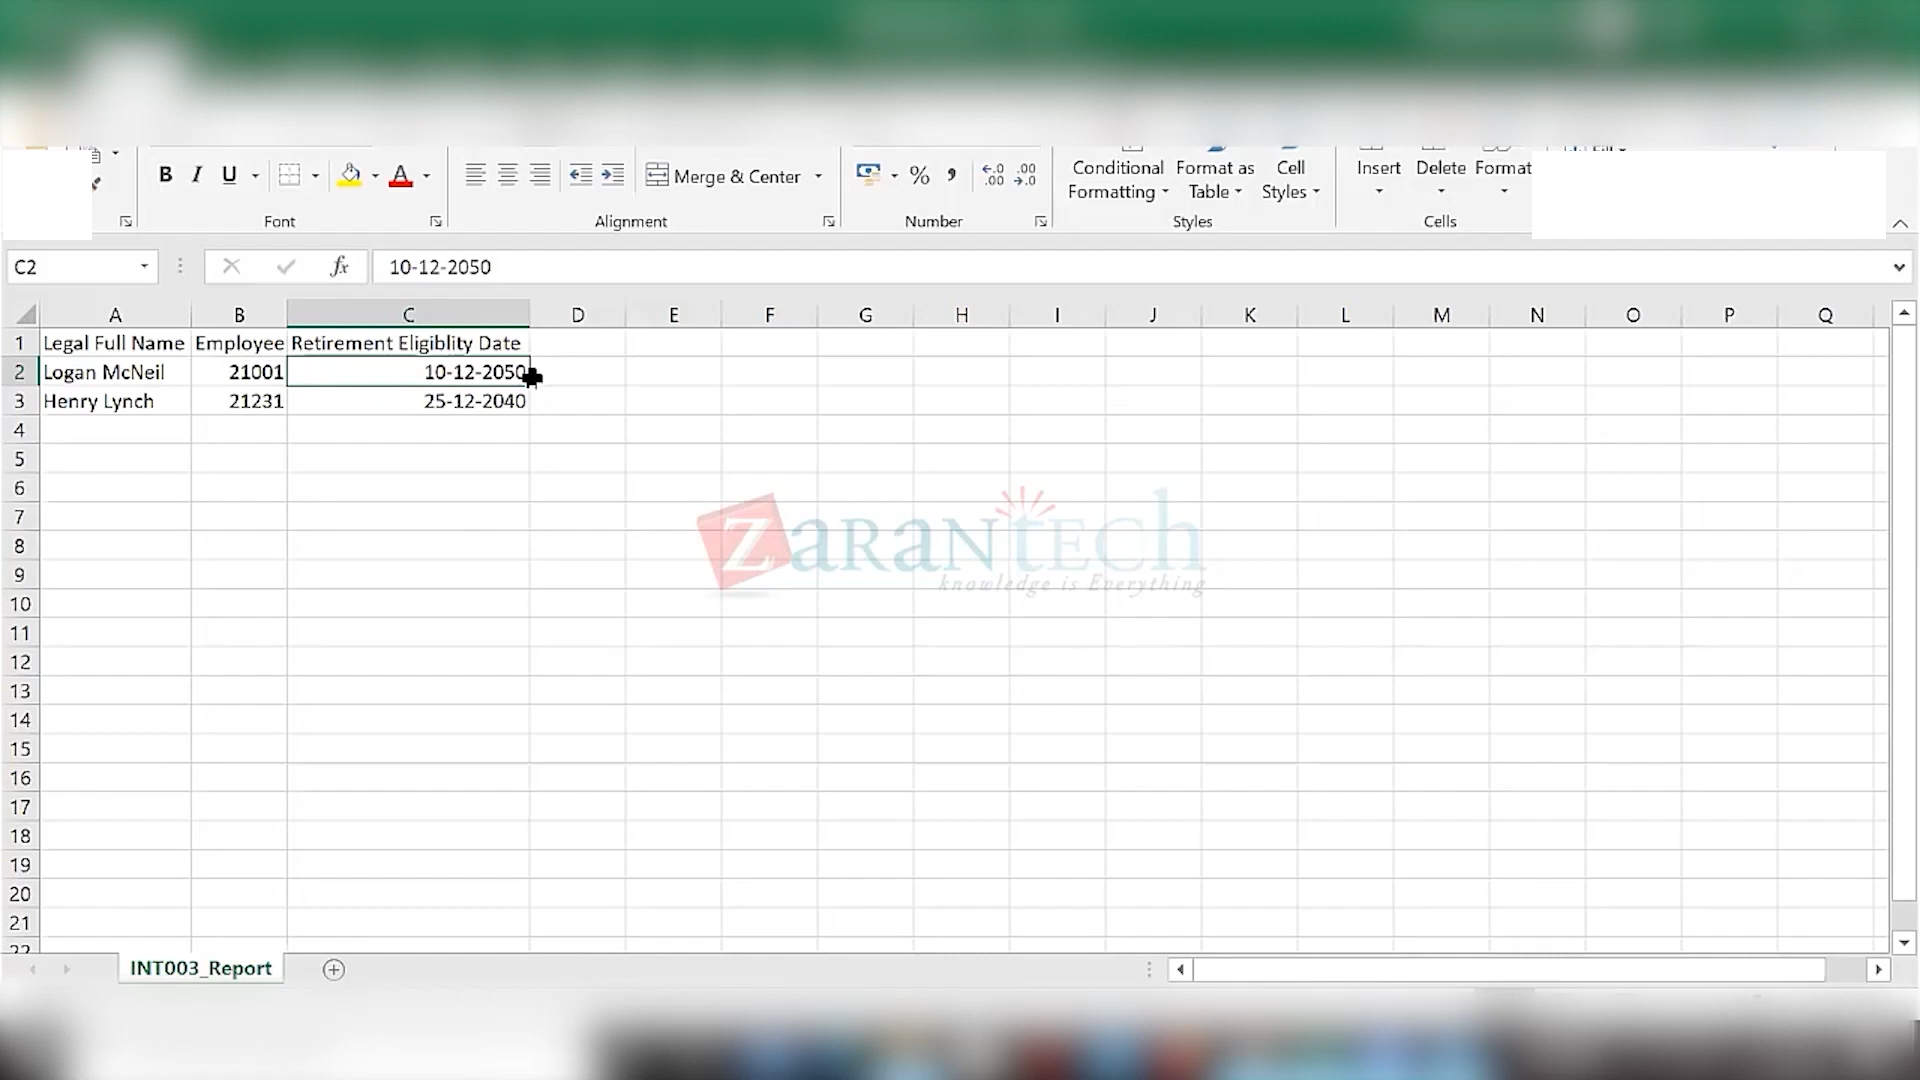 Conditional Format as Cell Insert Delete Format
B I U Merge & Center % Formatting Table Styles
Font Alignment Number Styles Cells
C2 fx 10-12-2050
A B C D E F G H I J K L M N O P Q
1 Legal Full Name Employee Retirement Eligiblity Date
2 Logan McNeil 21001 10-12-2050
3 Henry Lynch 21231 25-12-2040
4
5
6
7
8
ZaranTech
9
knowledge is Everything
10
11
12
13
14
15
16
17
18
19
20
21
22
INT003_Report